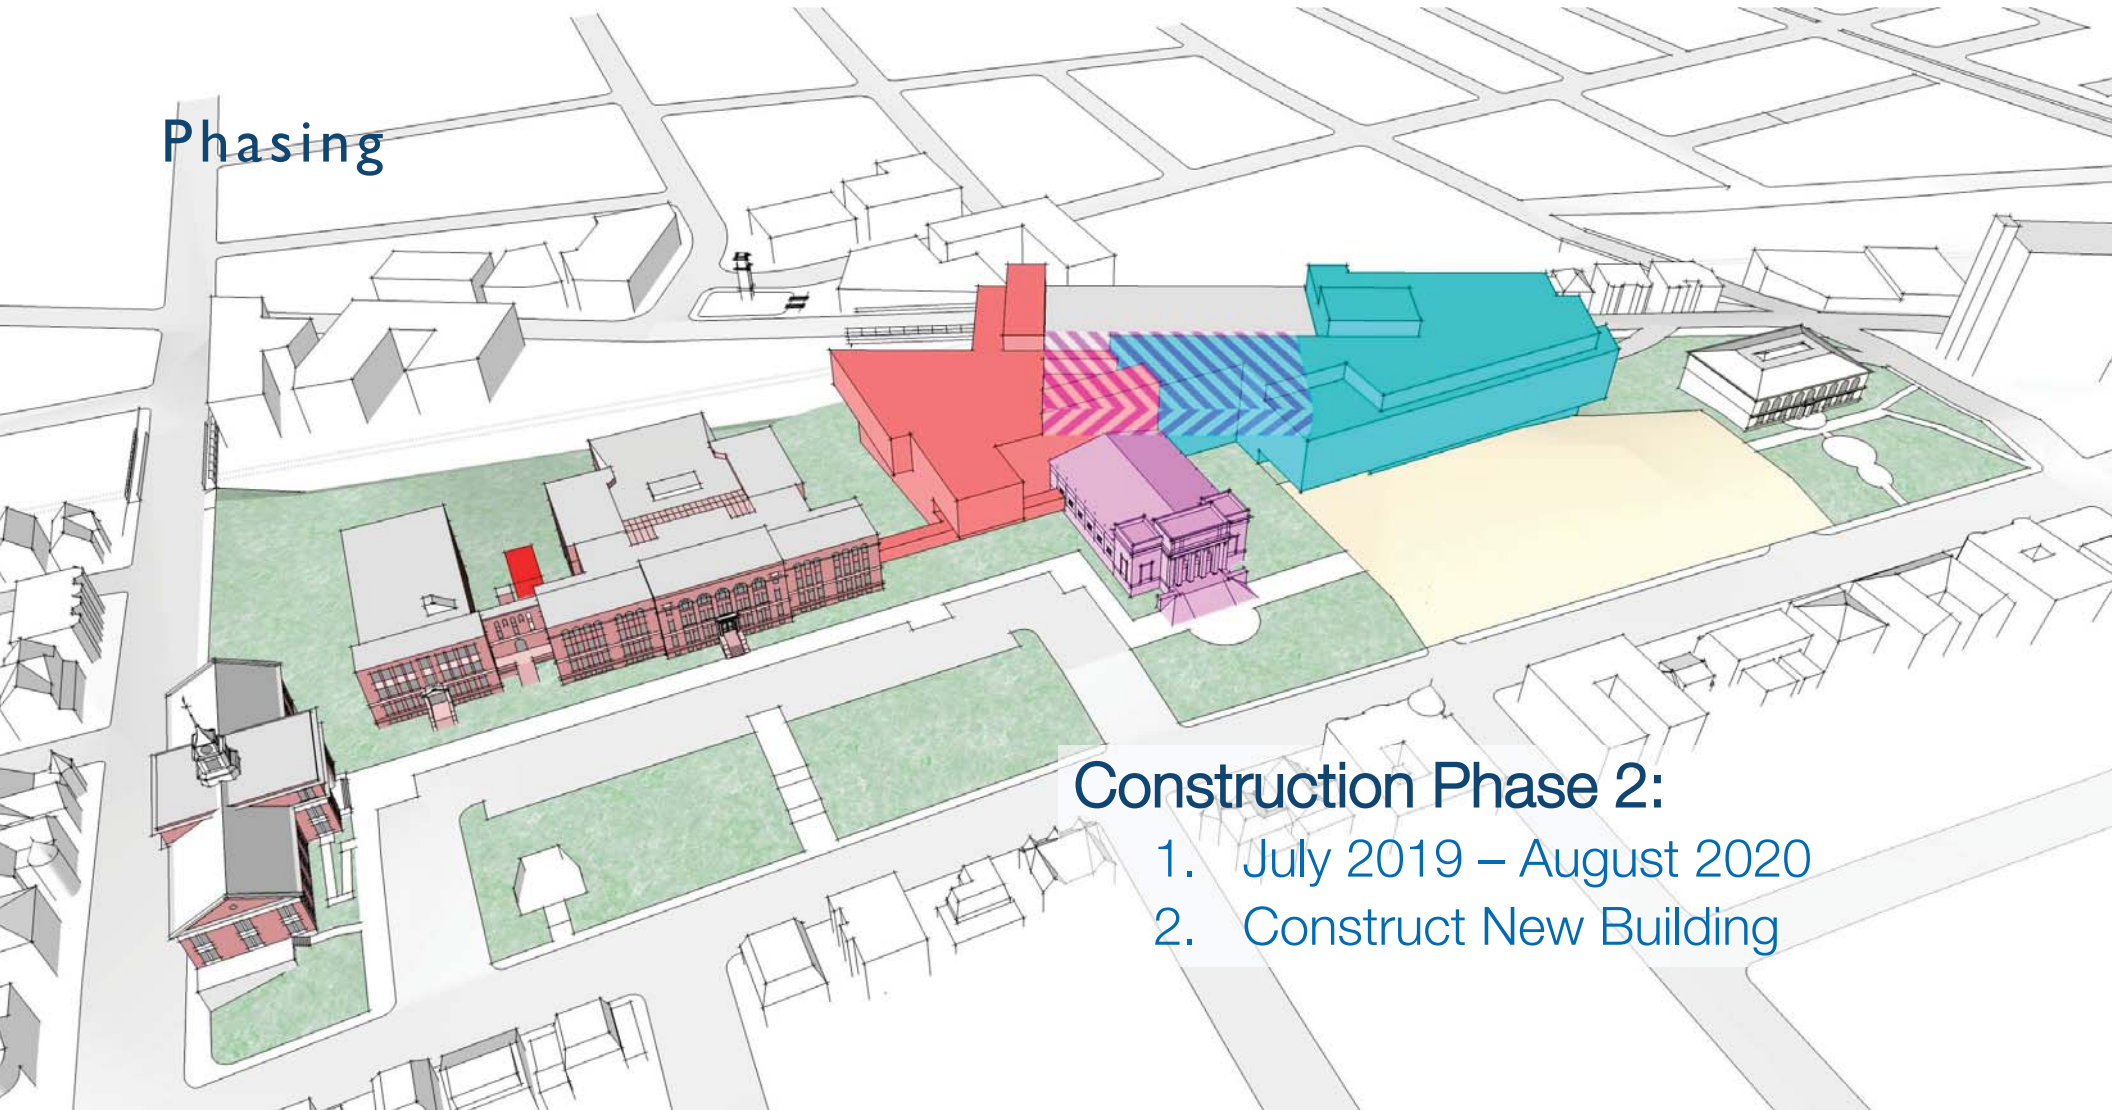 Phasing
Construction Phase 2:
1. July 2019 – August 2020
2. Construct New Building